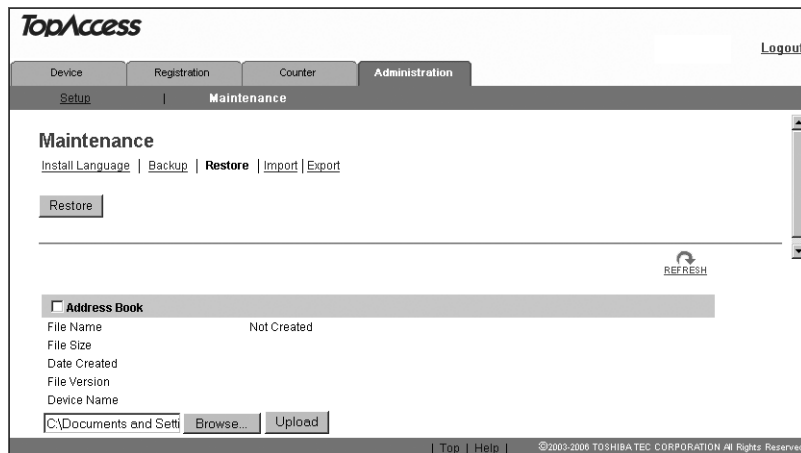 TopAccess
Logout
Device Registration Counter Administration
Setup | Maintenance
Maintenance
Install Language | Backup | Restore | Import | Export
Restore
REFRESH
Address Book
File Name Not Created
File Size
Date Created
File Version
Device Name
C:\Documents and Setti Browse... Upload
| Top | Help | ©2003-2006 TOSHIBA TEC CORPORATION All Rights Reserved